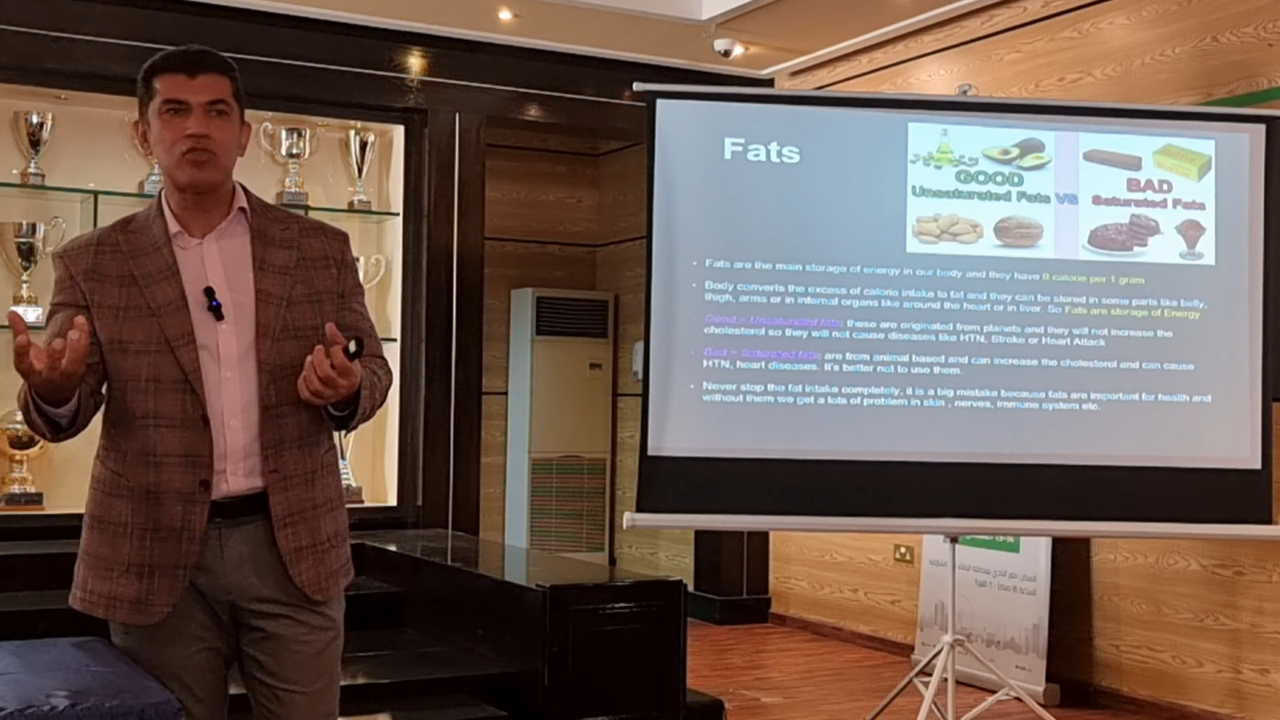 Fats
GOOD
Unsaturated Fats
VS
BAD
Saturated Fats
Fats are the main storage of energy in our body and they have 9 calorie per 1 gram
Body converts the excess of calorie intake to fat and they can be stored in some parts like belly,
thigh, arms or in internal organs like around the heart or in liver. So Fats are storage of Energy
Good = Unsaturated fats: these are originated from planets and they will not increase the
cholesterol so they will not cause diseases like HTN, Stroke or Heart Attack
Bad = Saturated fats: are from animal based and can increase the cholesterol and can cause
HTN, heart diseases. It's better not to use them.
Never stop the fat intake completely, it is a big mistake because fats are important for health and
without them we get a lots of problem in skin , nerves, immune system etc.